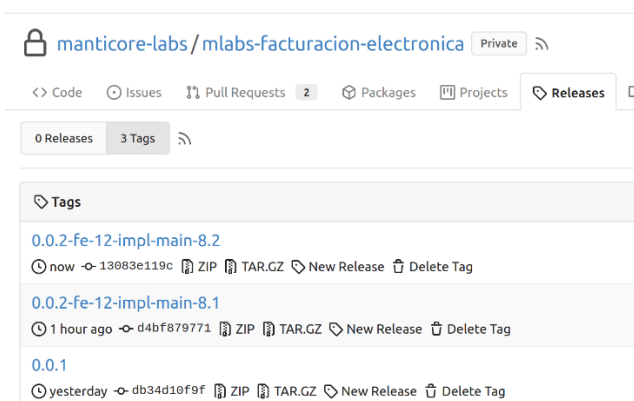 manticore-labs/mlabs-facturacion-electronica Private
Code Issues Pull Requests 2 Packages Projects Releases
0 Releases 3 Tags
Tags
0.0.2-fe-12-impl-main-8.2
now 13083e119c ZIP TAR.GZ New Release Delete Tag
0.0.2-fe-12-impl-main-8.1
1 hour ago d4bf879771 ZIP TAR.GZ New Release Delete Tag
0.0.1
yesterday db34d10f9f ZIP TAR.GZ New Release Delete Tag